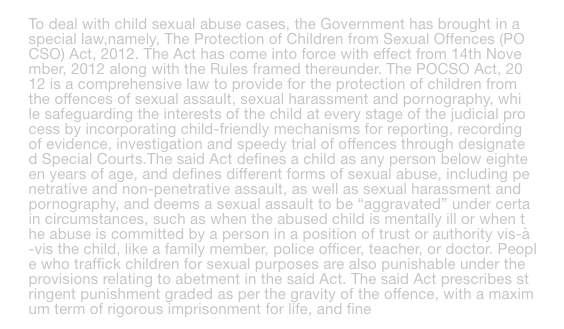 To deal with child sexual abuse cases, the Government has brought in a
special law,namely, The Protection of Children from Sexual Offences (PO
CSO) Act, 2012. The Act has come into force with effect from 14th Nove
mber, 2012 along with the Rules framed thereunder. The POCSO Act, 20
12 is a comprehensive law to provide for the protection of children from
the offences of sexual assault, sexual harassment and pornography, whi
le safeguarding the interests of the child at every stage of the judicial pro
cess by incorporating child-friendly mechanisms for reporting, recording
of evidence, investigation and speedy trial of offences through designate
d Special Courts.The said Act defines a child as any person below eighte
en years of age, and defines different forms of sexual abuse, including pe
netrative and non-penetrative assault, as well as sexual harassment and
pornography, and deems a sexual assault to be “aggravated” under certa
in circumstances, such as when the abused child is mentally ill or when t
he abuse is committed by a person in a position of trust or authority vis-à
-vis the child, like a family member, police officer, teacher, or doctor. Peopl
e who traffick children for sexual purposes are also punishable under the
provisions relating to abetment in the said Act. The said Act prescribes st
ringent punishment graded as per the gravity of the offence, with a maxim
um term of rigorous imprisonment for life, and fine